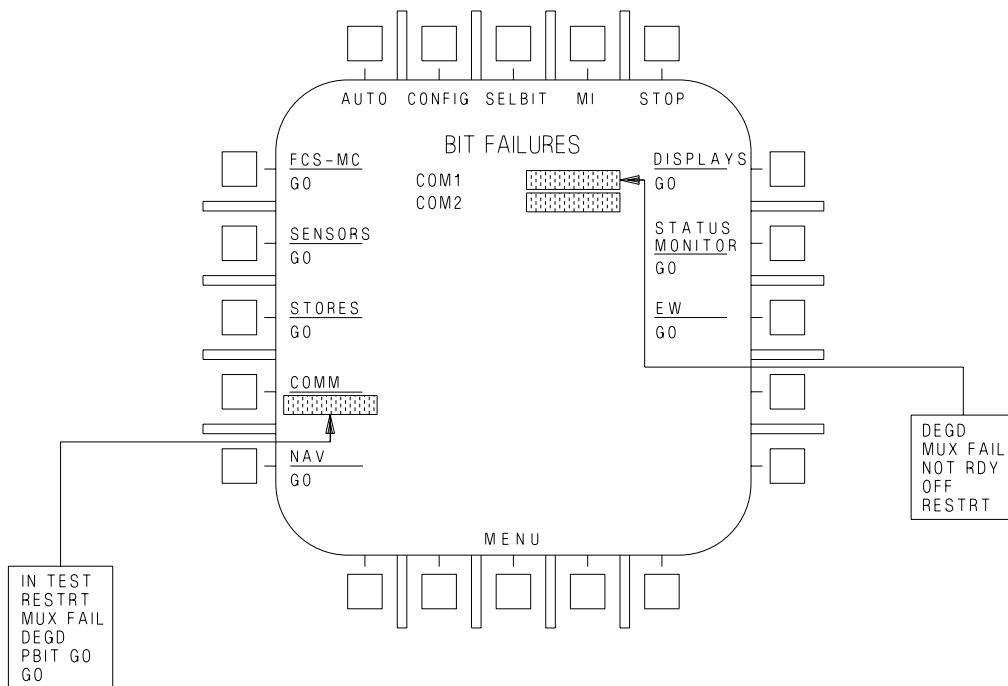 AUTO CONFIG SELBIT MI STOP
BIT FAILURES
FCS-MC
GO
SENSORS
GO
STORES
GO
COMM
NAV
GO
COM1
COM2
DISPLAYS
GO
STATUS
MONITOR
GO
EW
GO
MENU
DEGD
MUX FAIL
NOT RDY
OFF
RESTRT
IN TEST
RESTRT
MUX FAIL
DEGD
PBIT GO
GO